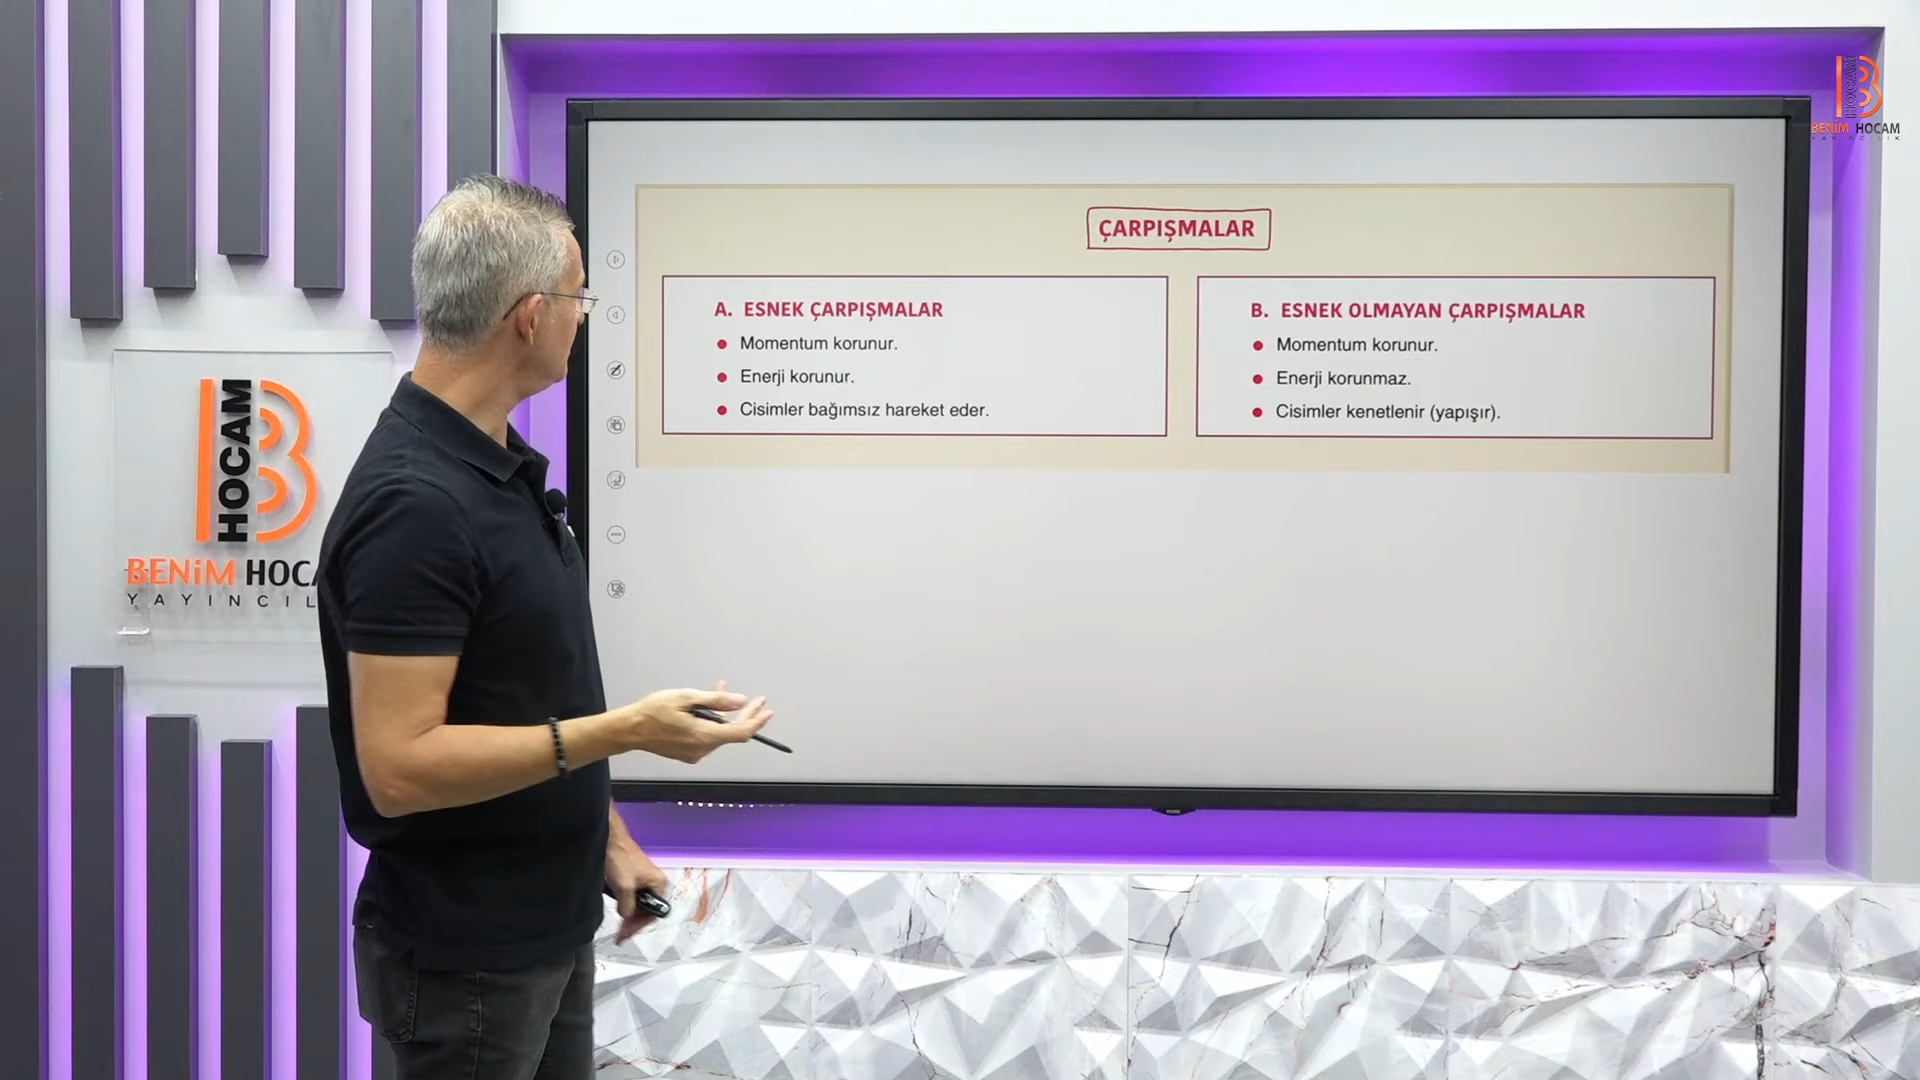 BENİM HOCAM
YAYINCILIK
HOCAM
ÇARPIŞMALAR
A. ESNEK ÇARPIŞMALAR
● Momentum korunur.
● Enerji korunur.
● Cisimler bağımsız hareket eder.
B. ESNEK OLMAYAN ÇARPIŞMALAR
● Momentum korunur.
● Enerji korunmaz.
● Cisimler kenetlenir (yapışır).
HOCAM
BENİM HOCA
YAYINCIL